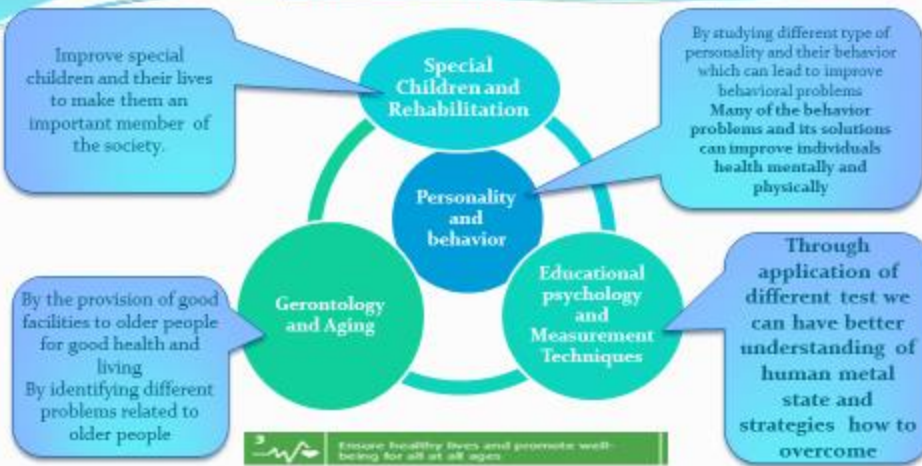 Improve special
children and their lives
to make them an
important member of
the society.
Special
Children and
Rehabilitation
By studying different type of
personality and their behavior
which can lead to improve
behavioral problems
Many of the behavior
problems and its solutions
can improve individuals
health mentally and
physically
Personality
and
behavior
Gerontology
and Aging
Educational
psychology
and
Measurement
Techniques
By the provision of good
facilities to older people
for good health and
living
By identifying different
problems related to
older people
Through
application of
different test we
can have better
understanding of
human metal
state and
strategies how to
overcome
3
Ensure healthy lives and promote well-
being for all at all ages